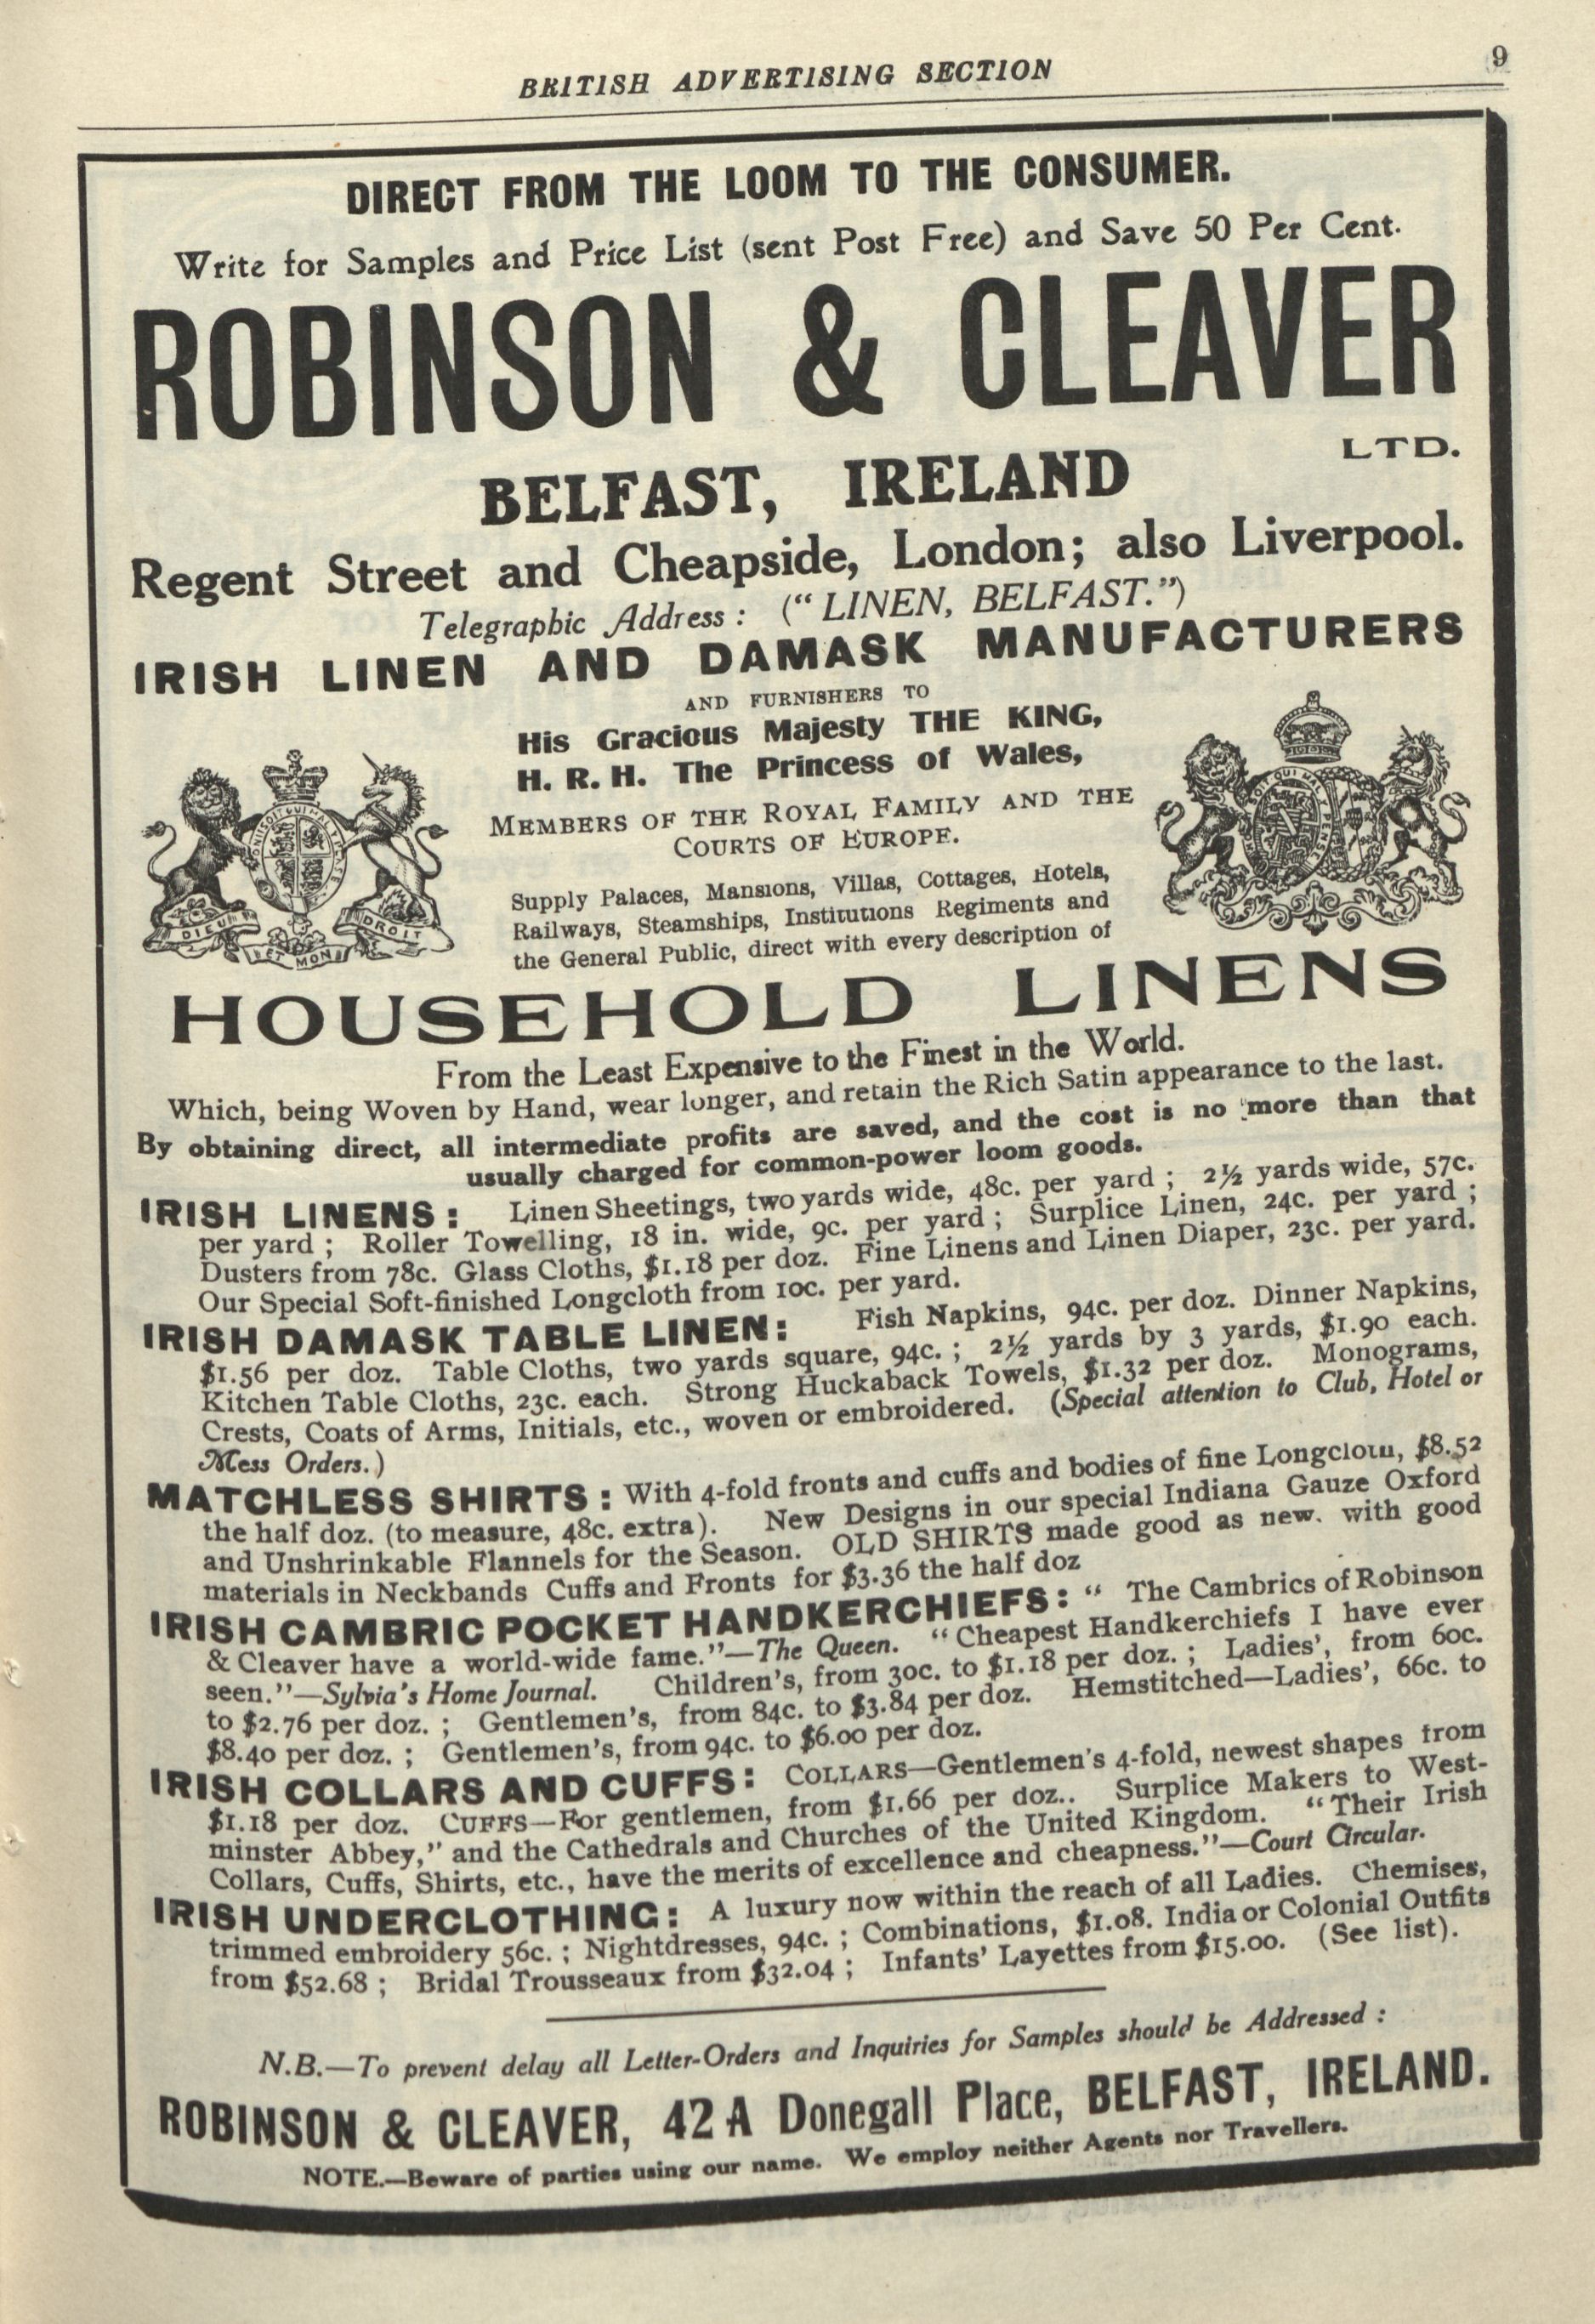 BRITISH ADVERTISING SECTION
9
DIRECT FROM THE LOOM TO THE CONSUMER.
Write for Samples and Price List (sent Post Free) and Save 50 Per Cent.
ROBINSON & CLEAVER
LTD.
BELFAST, IRELAND
Regent Street and Cheapside, London; also Liverpool.
Telegraphic Address : (“ LINEN, BELFAST.”)
IRISH LINEN AND DAMASK MANUFACTURERS
AND FURNISHERS TO
His Gracious Majesty THE KING,
H. R. H. The Princess of Wales,
MEMBERS OF THE ROYAL FAMILY AND THE
COURTS OF EUROPE.
Supply Palaces, Mansions, Villas, Cottages, Hotels,
Railways, Steamships, Institutions Regiments and
the General Public, direct with every description of
DIEU ET MON DROIT
HOUSEHOLD LINENS
From the Least Expensive to the Finest in the World.
Which, being Woven by Hand, wear longer, and retain the Rich Satin appearance to the last.
By obtaining direct, all intermediate profits are saved, and the cost is no more than that
usually charged for common-power loom goods.
IRISH LINENS : Linen Sheetings, two yards wide, 48c. per yard ; 2½ yards wide, 57c.
per yard ; Roller Towelling, 18 in. wide, 9c. per yard ; Surplice Linen, 24c. per yard ;
Dusters from 78c. Glass Cloths, $1.18 per doz. Fine Linens and Linen Diaper, 23c. per yard.
Our Special Soft-finished Longcloth from 10c. per yard.
IRISH DAMASK TABLE LINEN: Fish Napkins, 94c. per doz. Dinner Napkins,
$1.56 per doz. Table Cloths, two yards square, 94c. ; 2½ yards by 3 yards, $1.90 each.
Kitchen Table Cloths, 23c. each. Strong Huckaback Towels, $1.32 per doz. Monograms,
Crests, Coats of Arms, Initials, etc., woven or embroidered. (Special attention to Club, Hotel or
Mess Orders.)
MATCHLESS SHIRTS : With 4-fold fronts and cuffs and bodies of fine Longcloth, $8.52
the half doz. (to measure, 48c. extra). New Designs in our special Indiana Gauze Oxford
and Unshrinkable Flannels for the Season. OLD SHIRTS made good as new. with good
materials in Neckbands Cuffs and Fronts for $3.36 the half doz
IRISH CAMBRIC POCKET HANDKERCHIEFS: “ The Cambrics of Robinson
& Cleaver have a world-wide fame.”—The Queen. “Cheapest Handkerchiefs I have ever
seen.”—Sylvia's Home Journal. Children's, from 30c. to $1.18 per doz. ; Ladies’, from 60c.
to $2.76 per doz. ; Gentlemen's, from 84c. to $3.84 per doz. Hemstitched—Ladies’, 66c. to
$8.40 per doz. ; Gentlemen's, from 94c. to $6.00 per doz.
IRISH COLLARS AND CUFFS: COLLARS—Gentlemen's 4-fold, newest shapes from
$1.18 per doz. CUFFS—For gentlemen, from $1.66 per doz.. Surplice Makers to West-
minster Abbey,” and the Cathedrals and Churches of the United Kingdom. “Their Irish
Collars, Cuffs, Shirts, etc., have the merits of excellence and cheapness.”—Court Circular.
IRISH UNDERCLOTHING: A luxury now within the reach of all Ladies. Chemises,
trimmed embroidery 56c. ; Nightdresses, 94c. ; Combinations, $1.08. India or Colonial Outfits
from $52.68 ; Bridal Trousseaux from $32.04 ; Infants’ Layettes from $15.00. (See list).
N.B.—To prevent delay all Letter-Orders and Inquiries for Samples should be Addressed :
ROBINSON & CLEAVER, 42 A Donegall Place, BELFAST, IRELAND.
NOTE.—Beware of parties using our name. We employ neither Agents nor Travellers.